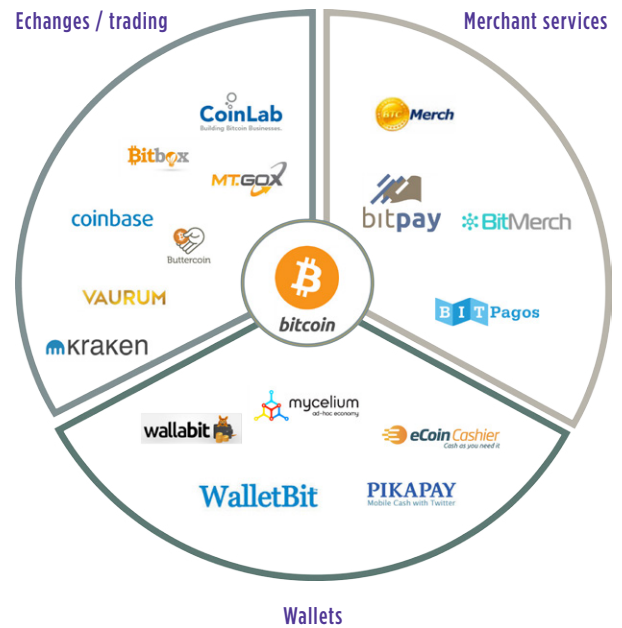 Echanges / trading
Merchant services
CoinLab
Building Bitcoin Businesses.
Bitbox
MT.GOX
coinbase
Buttercoin
VAURUM
kraken
BIC
Merch
bitpay
BitMerch
BIT Pagos
bitcoin
mycelium
ad-hoc economy
wallabit
eCoin Cashier
Cash as you need it
WalletBit
PIKAPAY
Mobile Cash with Twitter
Wallets